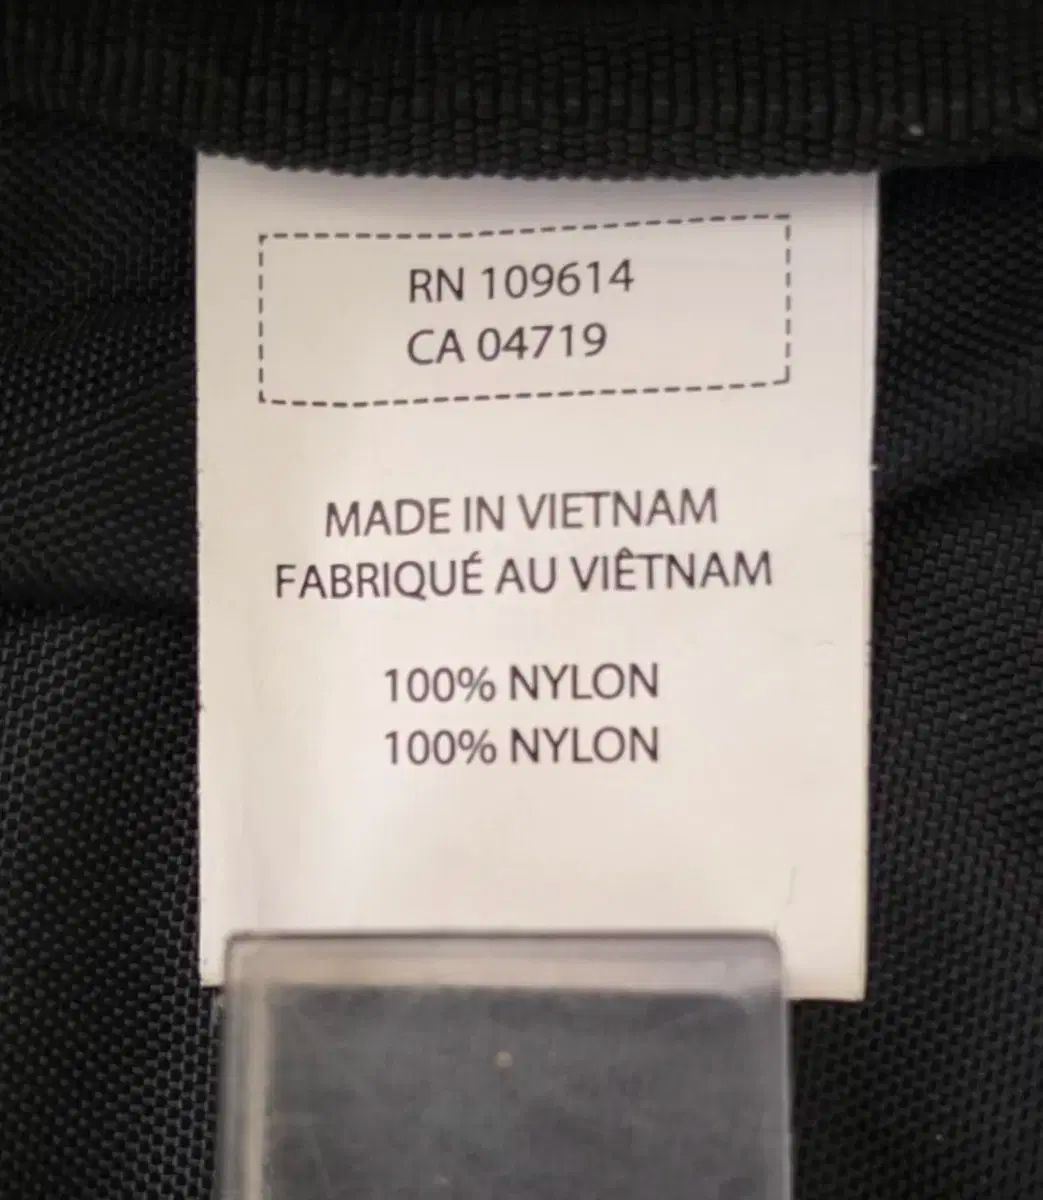 RN 109614
CA 04719
MADE IN VIETNAM
FABRIQUÉ AU VIÊTNAM
100% NYLON
100% NYLON